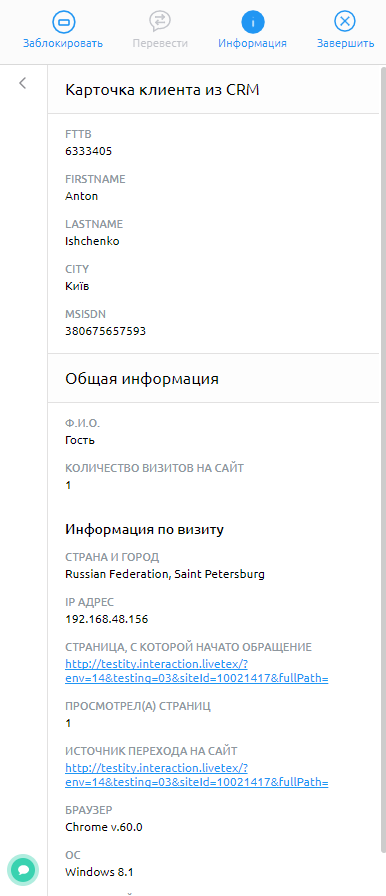 Заблокировать
Перевести
Информация
Завершить
Карточка клиента из CRM
FTTB
6333405
FIRSTNAME
Anton
LASTNAME
Ishchenko
CITY
Київ
MSISDN
380675657593
Общая информация
Ф.И.О.
Гость
КОЛИЧЕСТВО ВИЗИТОВ НА САЙТ
1
Информация по визиту
СТРАНА И ГОРОД
Russian Federation, Saint Petersburg
IP АДРЕС
192.168.48.156
СТРАНИЦА, С КОТОРОЙ НАЧАТО ОБРАЩЕНИЕ
http://testity.interaction.livetex/?
env=14&testing=03&siteId=10021417&fullPath=
ПРОСМОТРЕЛ(А) СТРАНИЦ
1
ИСТОЧНИК ПЕРЕХОДА НА САЙТ
http://testity.interaction.livetex/?
env=14&testing=03&siteId=10021417&fullPath=
БРАУЗЕР
Chrome v.60.0
ОС
Windows 8.1